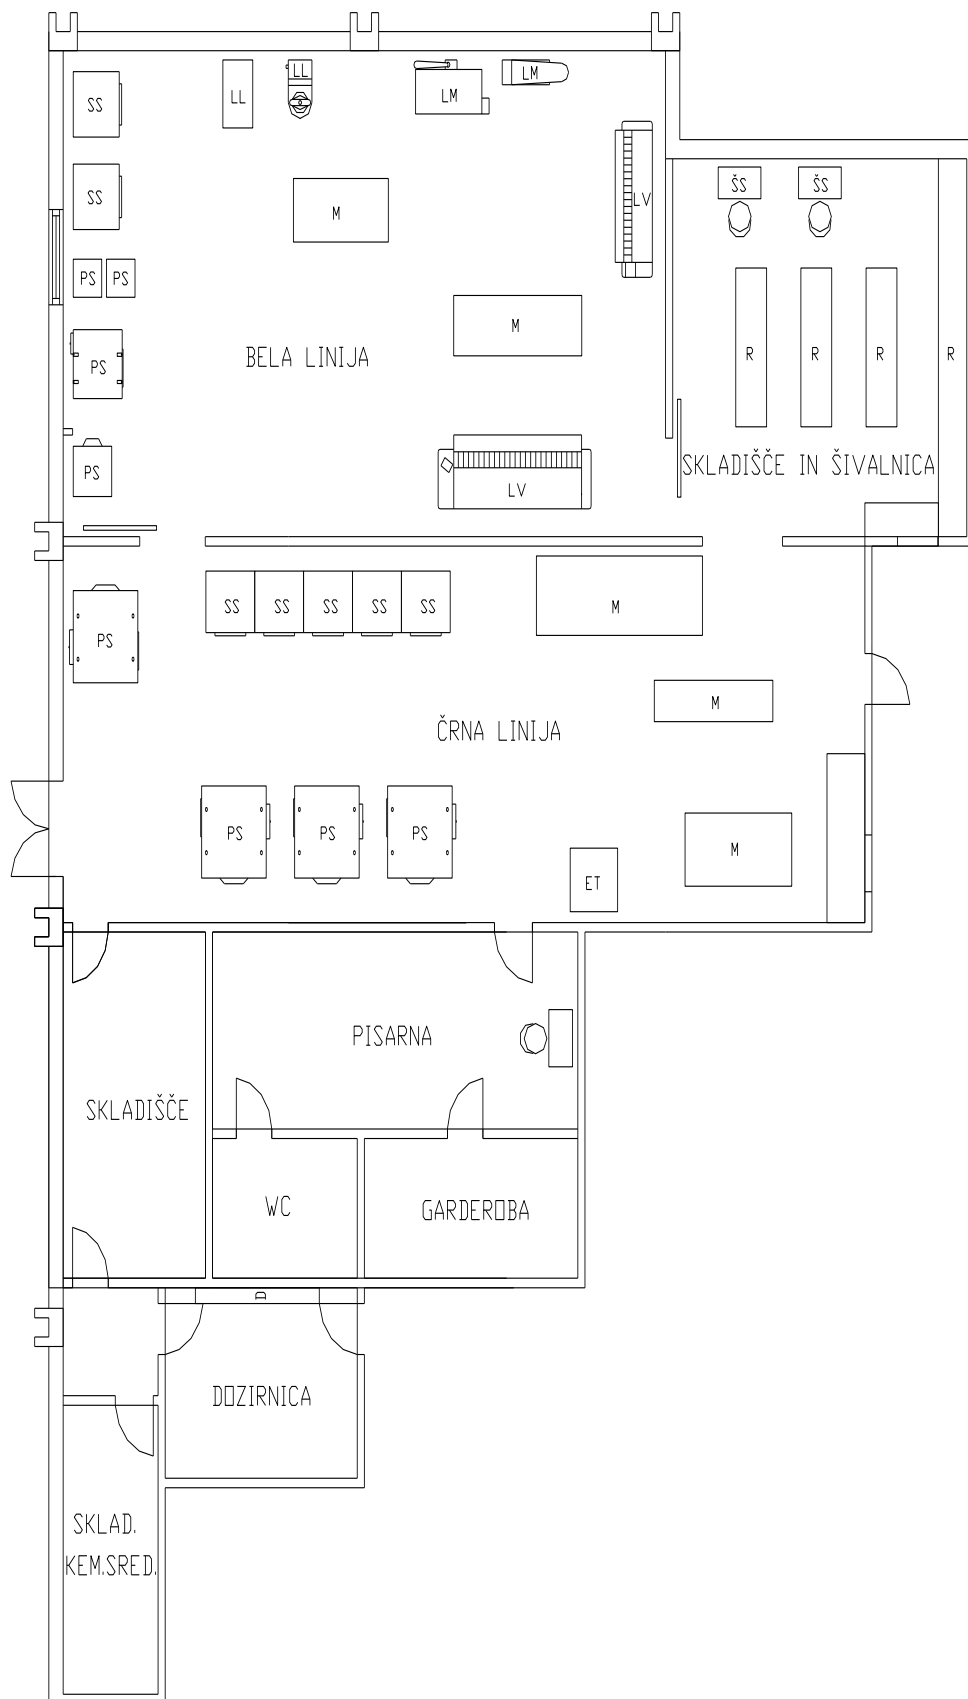 LL
LL
LM
LM
SS
SS
LV
M
ŠS
ŠS
PS
PS
M
BELA LINIJA
R
R
R
R
PS
PS
LV
SKLADIŠČE IN ŠIVALNICA
SS
SS
SS
SS
SS
M
PS
M
ČRNA LINIJA
PS
PS
PS
M
ET
PISARNA
SKLADIŠČE
WC
GARDEROBA
D
DOZIRNICA
SKLAD.
KEM.SRED.